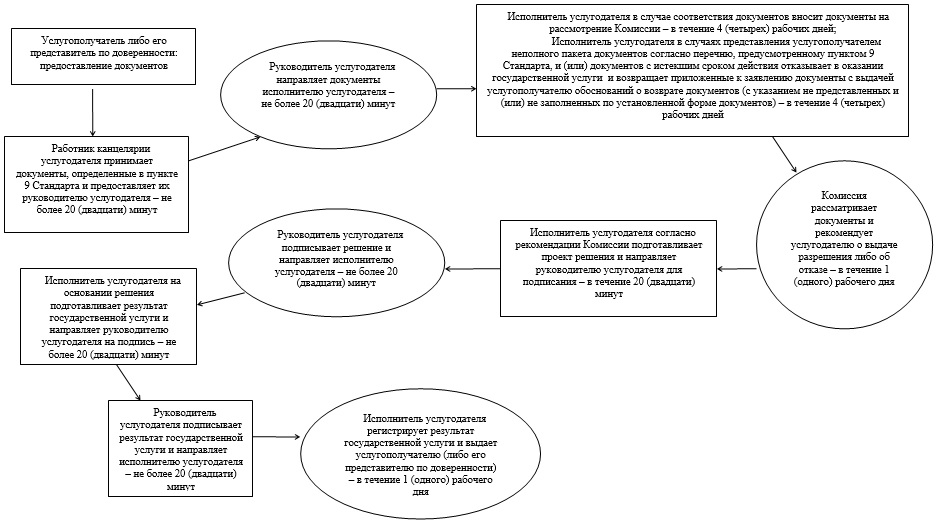 Услугополучатель либо его
представитель по доверенности:
предоставление документов
Работник канцелярии
услугодателя принимает
документы, определенные в пункте
9 Стандарта и предоставляет их
руководителю услугодателя – не
более 20 (двадцати) минут
Руководитель услугодателя
направляет документы
исполнителю услугодателя –
не более 20 (двадцати) минут
Исполнитель услугодателя в случае соответствия документов вносит документы на
рассмотрение Комиссии – в течение 4 (четырех) рабочих дней;
Исполнитель услугодателя в случаях представления услугополучателем
неполного пакета документов согласно перечню, предусмотренному пунктом 9
Стандарта, и (или) документов с истекшим сроком действия отказывает в оказании
государственной услуги и возвращает приложенные к заявлению документы с выдачей
услугополучателю обоснований о возврате документов (с указанием не представленных и
(или) не заполненных по установленной форме документов) – в течение 4 (четырех)
рабочих дней
Комиссия
рассматривает
документы и
рекомендует
услугодателю о выдаче
разрешения либо об
отказе – в течение 1
(одного) рабочего дня
Исполнитель услугодателя согласно
рекомендации Комиссии подготавливает
проект решения и направляет
руководителю услугодателя для
подписания – в течение 20 (двадцати)
минут
Руководитель услугодателя
подписывает решение и
направляет исполнителю
услугодателя – не более 20
(двадцати) минут
Исполнитель услугодателя на
основании решения
подготавливает результат
государственной услуги и
направляет руководителю
услугодателя на подпись – не
более 20 (двадцати) минут
Руководитель
услугодателя подписывает
результат государственной
услуги и направляет
исполнителю услугодателя
– не более 20 (двадцати)
минут
Исполнитель услугодателя
регистрирует результат
государственной услуги и выдает
услугополучателю (либо его
представителю по доверенности)
– в течение 1 (одного) рабочего
дня